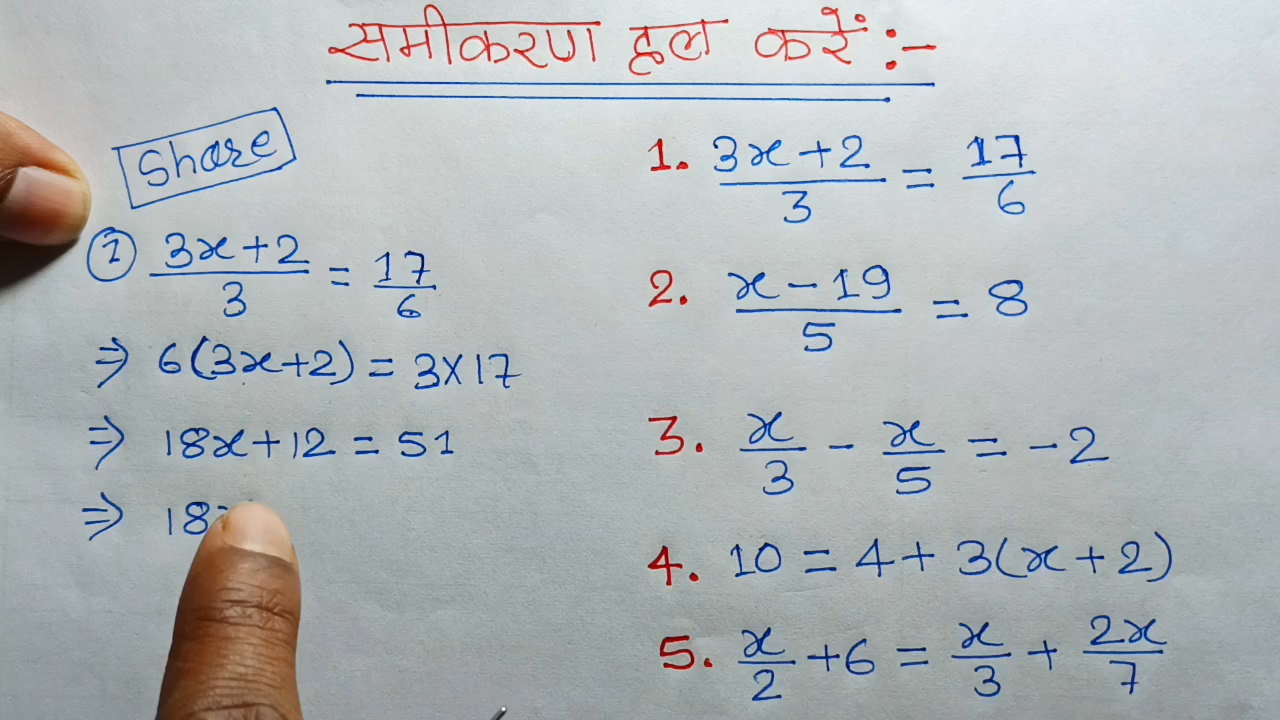 समीकरण हल करें :-
Share
① (3x+2)/3 = 17/6
⇒ 6(3x+2) = 3×17
⇒ 18x+12 = 51
⇒ 18
1. (3x+2)/3 = 17/6
2. (x-19)/5 = 8
3. x/3 - x/5 = -2
4. 10 = 4+3(x+2)
5. x/2 +6 = x/3 + 2x/7